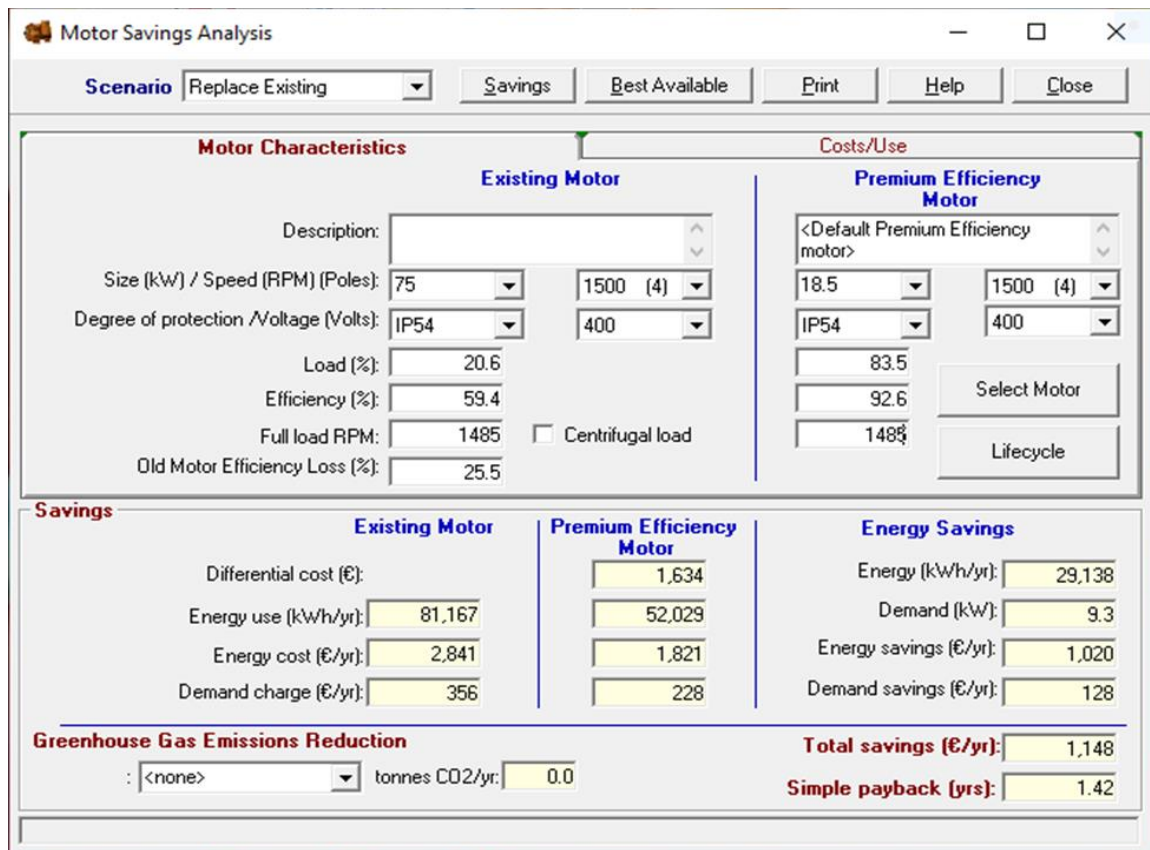 Motor Savings Analysis
Scenario Replace Existing Savings Best Available Print Help Close
Motor Characteristics Costs/Use
Existing Motor Premium Efficiency
Motor
Description: <Default Premium Efficiency
motor>
Size (kW) / Speed (RPM) (Poles): 75 1500 (4) 18.5 1500 (4)
Degree of protection /Voltage (Volts): IP54 400 IP54 400
Load (%): 20.6 83.5
Efficiency (%): 59.4 92.6 Select Motor
Full load RPM: 1485 Centrifugal load 1485
Old Motor Efficiency Loss (%): 25.5 Lifecycle
Savings
Existing Motor Premium Efficiency Energy Savings
Motor
Differential cost (€): 1,634 Energy (kWh/yr): 29,138
Energy use (kWh/yr): 81,167 52,029 Demand (kW): 9.3
Energy cost (€/yr): 2,841 1,821 Energy savings (€/yr): 1,020
Demand charge (€/yr): 356 228 Demand savings (€/yr): 128
Greenhouse Gas Emissions Reduction Total savings (€/yr): 1,148
: <none> tonnes CO2/yr: 0.0 Simple payback (yrs): 1.42